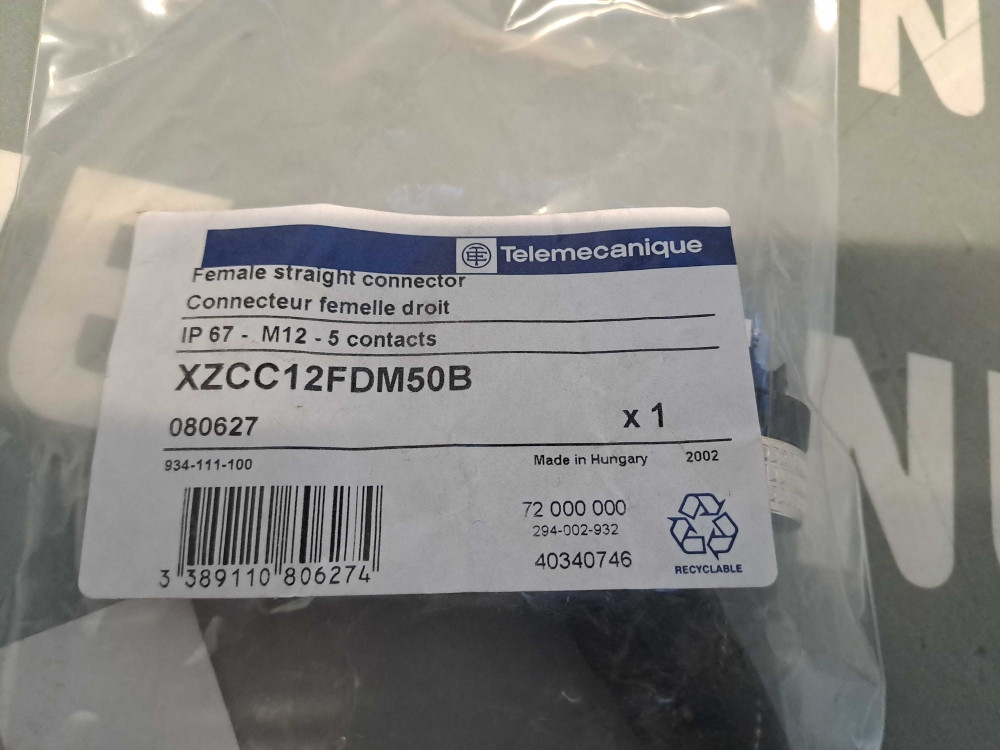 Telemecanique
Female straight connector
Connecteur femelle droit
IP 67 - M12 - 5 contacts
XZCC12FDM50B
080627 x 1
934-111-100 Made in Hungary 2002
72 000 000
294-002-932
40340746
RECYCLABLE
3 389110 806274